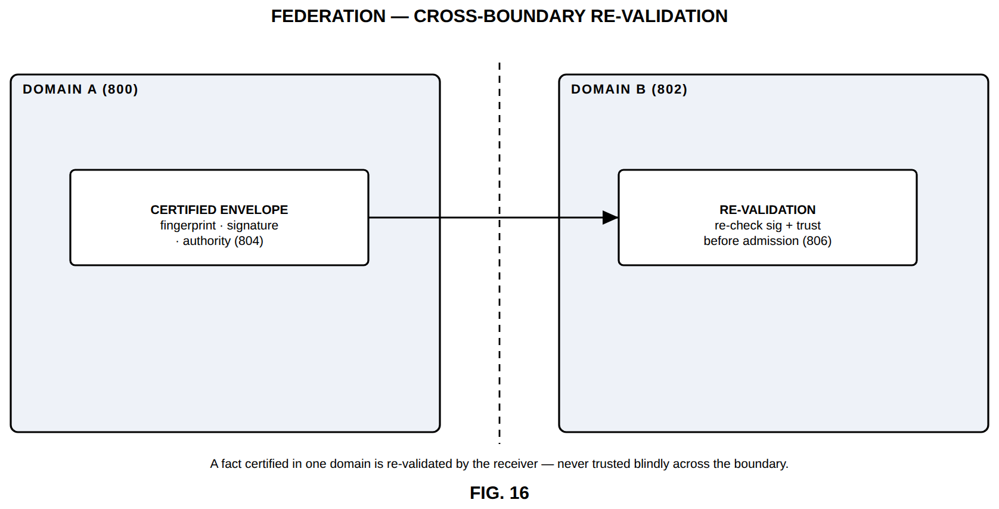 FEDERATION — CROSS-BOUNDARY RE-VALIDATION
DOMAIN A (800)
DOMAIN B (802)
CERTIFIED ENVELOPE
fingerprint · signature
· authority (804)
RE-VALIDATION
re-check sig + trust
before admission (806)
A fact certified in one domain is re-validated by the receiver — never trusted blindly across the boundary.
FIG. 16